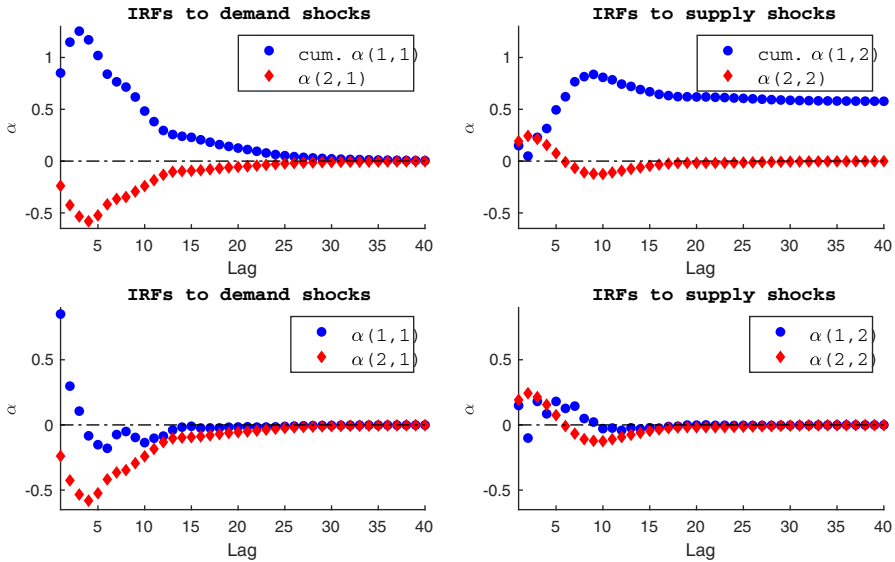 IRFs to demand shocks
cum. α(1,1)
α(2,1)
1
0.5
0
-0.5
α
5 10 15 20 25 30 35 40
Lag
IRFs to supply shocks
cum. α(1,2)
α(2,2)
1
0.5
0
-0.5
α
5 10 15 20 25 30 35 40
Lag
IRFs to demand shocks
α(1,1)
α(2,1)
0.5
0
-0.5
α
5 10 15 20 25 30 35 40
Lag
IRFs to supply shocks
α(1,2)
α(2,2)
0.5
0
-0.5
α
5 10 15 20 25 30 35 40
Lag